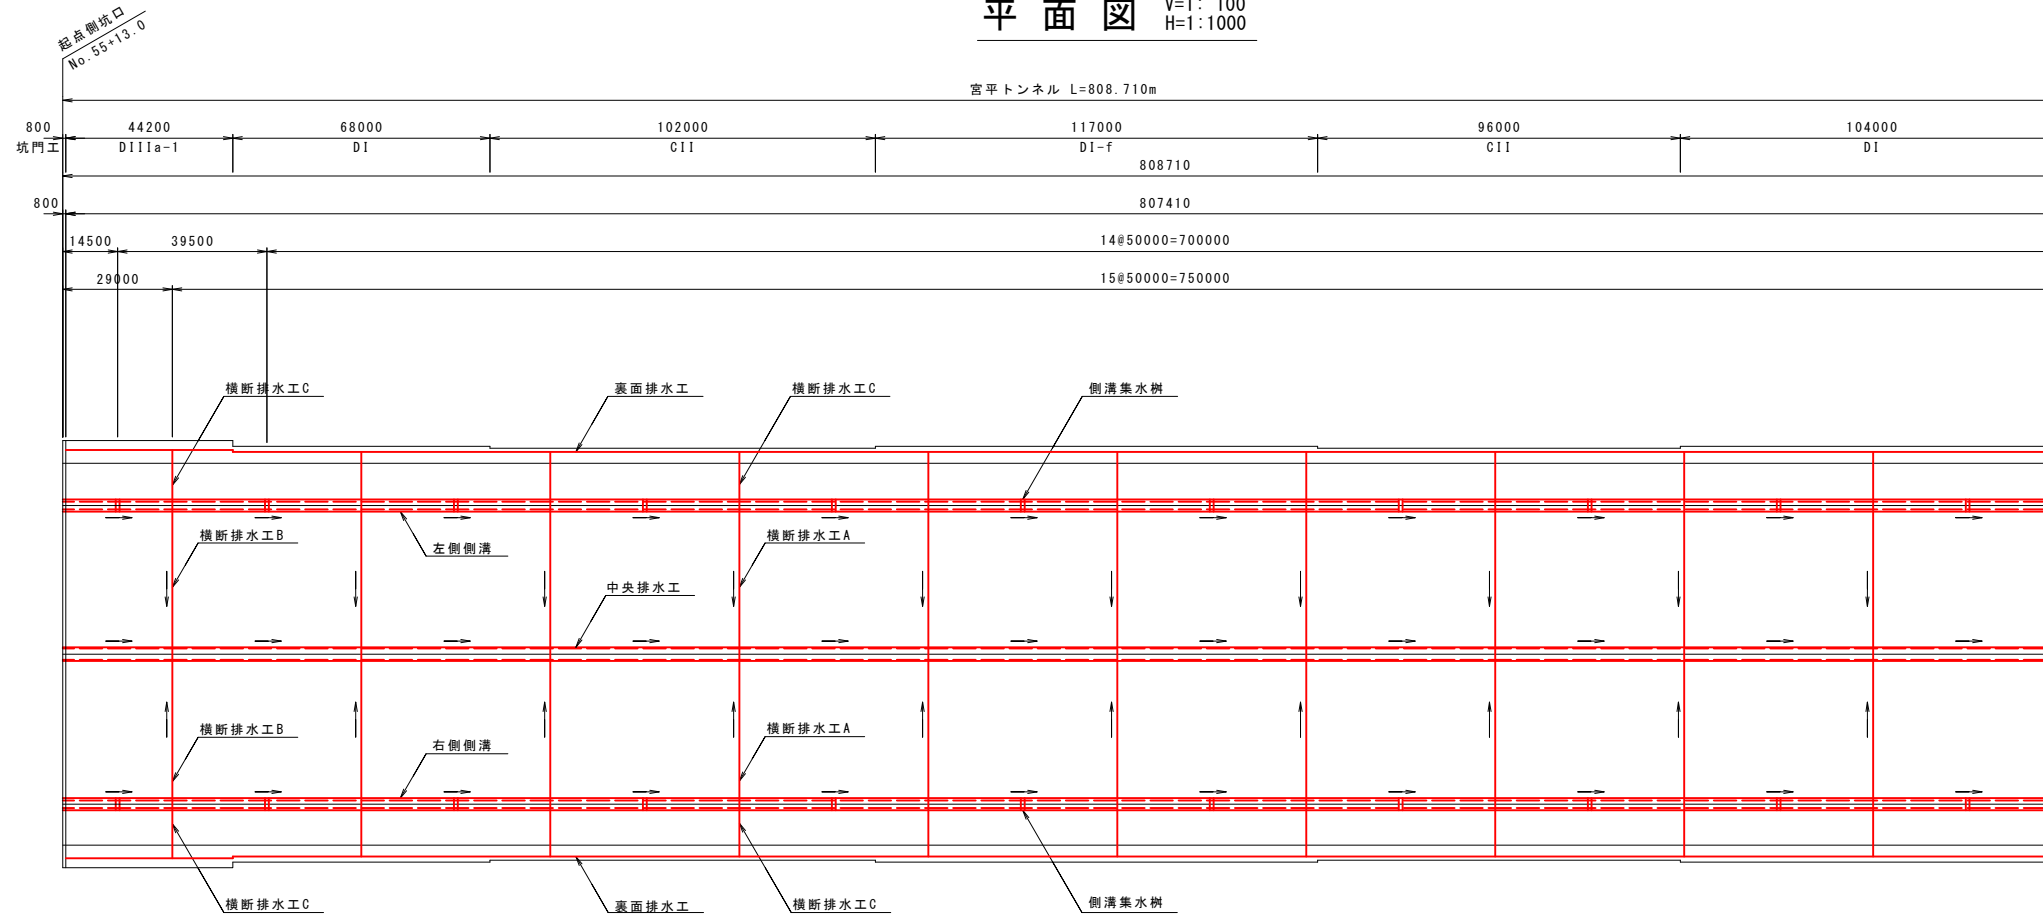 平 面 図
V=1: 100
H=1:1000
起点側坑口
No.55+13.0
宮平トンネル L=808.710m
800 44200 68000 102000 117000 96000 104000
坑門工 DIIIa-1 DI CII DI-f CII DI
808710
800 807410
14500 39500 14@50000=700000
29000 15@50000=750000
横断排水工C 裏面排水工 横断排水工C 側溝集水桝
横断排水工B 左側側溝 横断排水工A
中央排水工
横断排水工B 右側側溝 横断排水工A
横断排水工C 裏面排水工 横断排水工C 側溝集水桝